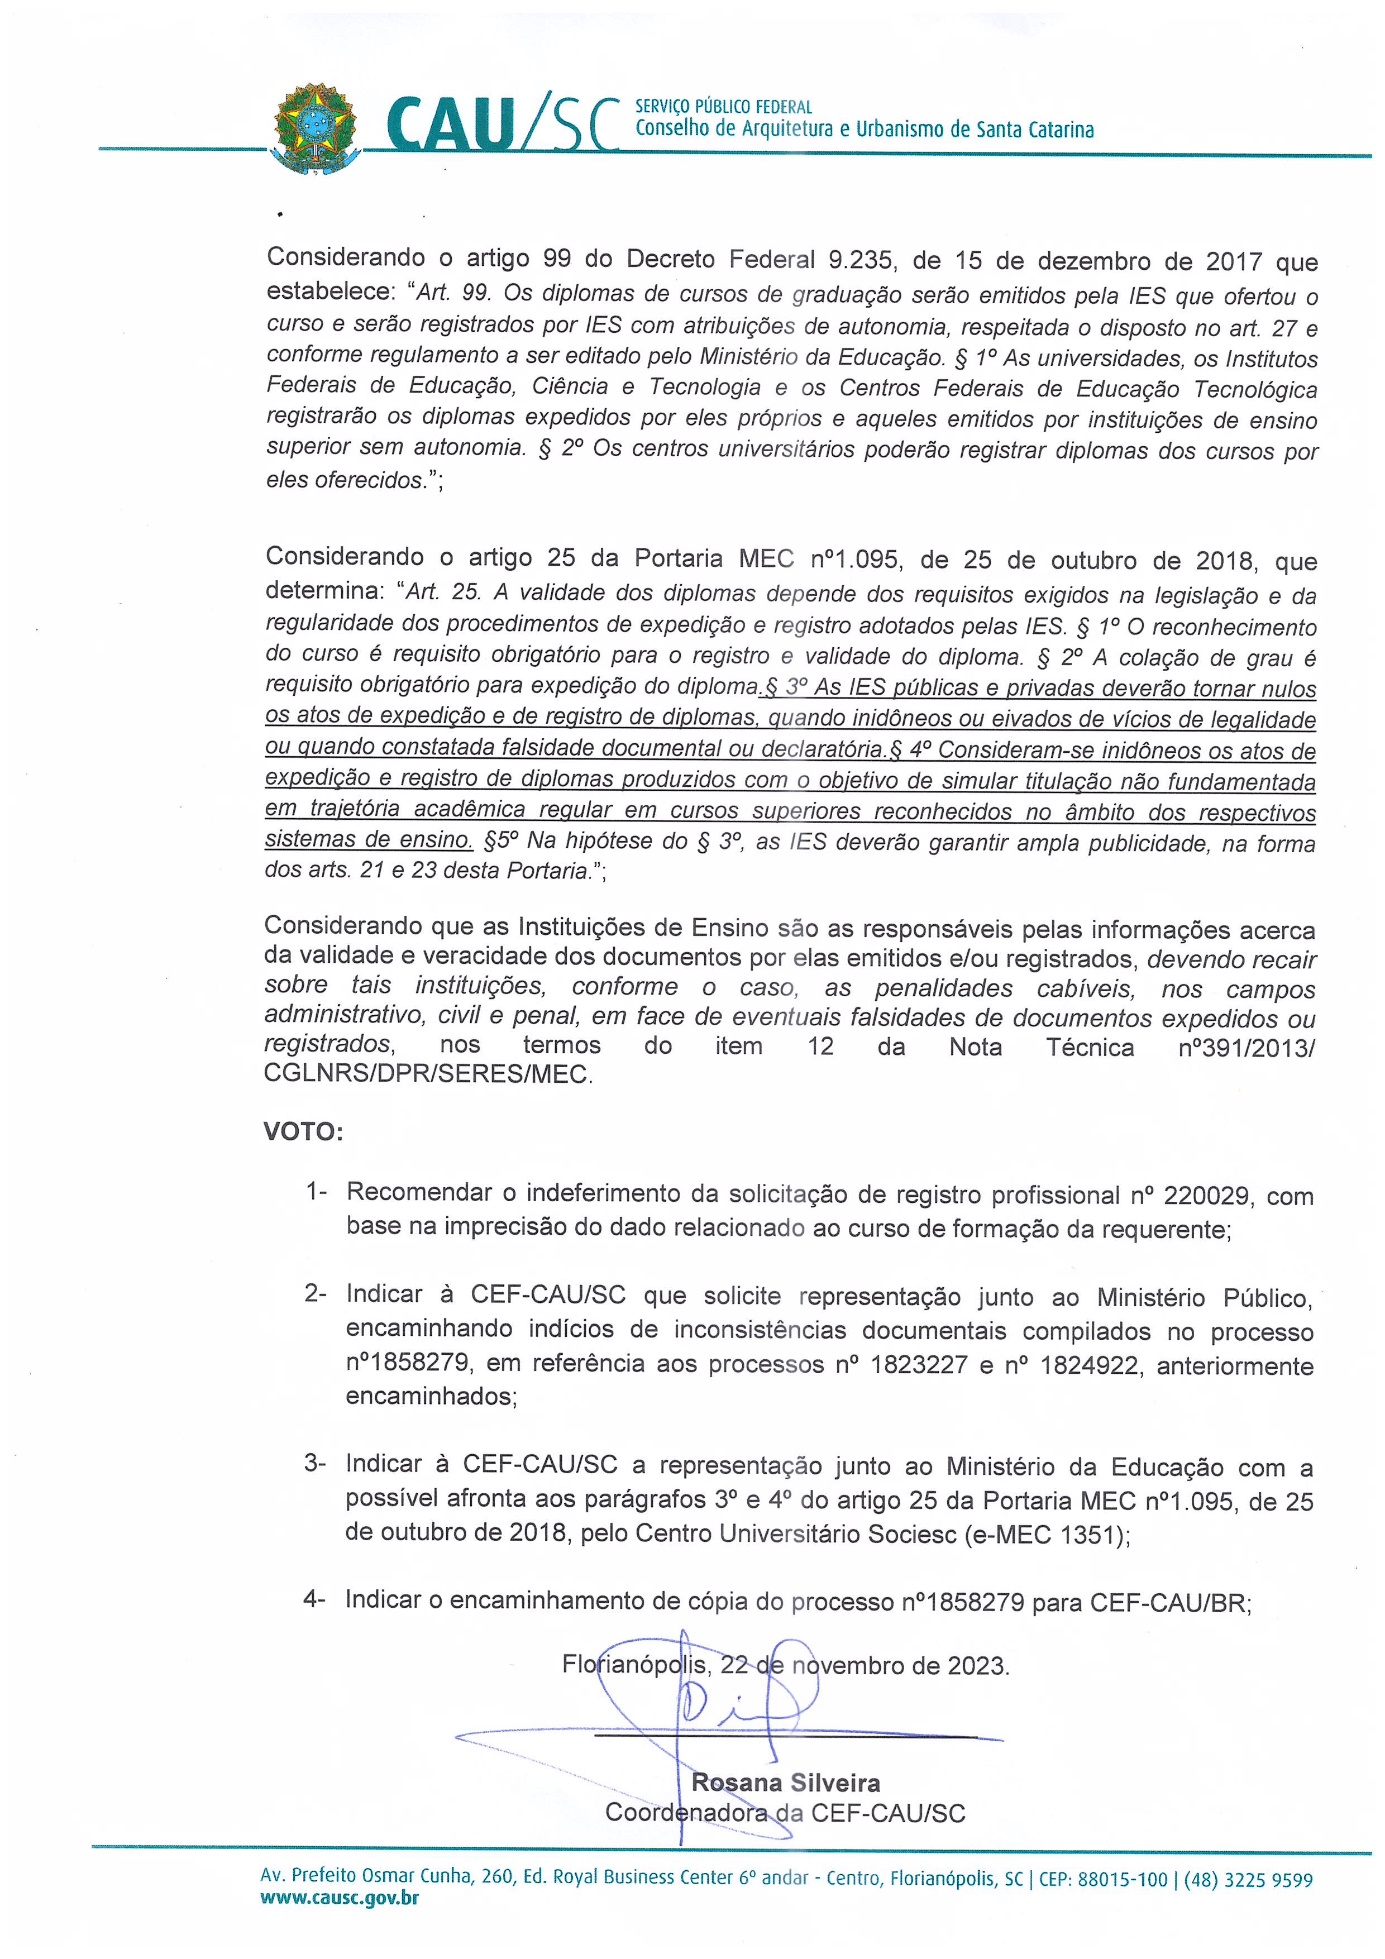 CAU/SC
SERVIÇO PÚBLICO FEDERAL
Conselho de Arquitetura e Urbanismo de Santa Catarina
Considerando o artigo 99 do Decreto Federal 9.235, de 15 de dezembro de 2017 que
estabelece: “Art. 99. Os diplomas de cursos de graduação serão emitidos pela IES que ofertou o
curso e serão registrados por IES com atribuições de autonomia, respeitada o disposto no art. 27 e
conforme regulamento a ser editado pelo Ministério da Educação. § 1º As universidades, os Institutos
Federais de Educação, Ciência e Tecnologia e os Centros Federais de Educação Tecnológica
registrarão os diplomas expedidos por eles próprios e aqueles emitidos por instituições de ensino
superior sem autonomia. § 2º Os centros universitários poderão registrar diplomas dos cursos por
eles oferecidos.”;
Considerando o artigo 25 da Portaria MEC nº1.095, de 25 de outubro de 2018, que
determina: “Art. 25. A validade dos diplomas depende dos requisitos exigidos na legislação e da
regularidade dos procedimentos de expedição e registro adotados pelas IES. § 1º O reconhecimento
do curso é requisito obrigatório para o registro e validade do diploma. § 2º A colação de grau é
requisito obrigatório para expedição do diploma.§ 3º As IES públicas e privadas deverão tornar nulos
os atos de expedição e de registro de diplomas, quando inidôneos ou eivados de vícios de legalidade
ou quando constatada falsidade documental ou declaratória.§ 4º Consideram-se inidôneos os atos de
expedição e registro de diplomas produzidos com o objetivo de simular titulação não fundamentada
em trajetória acadêmica regular em cursos superiores reconhecidos no âmbito dos respectivos
sistemas de ensino. §5º Na hipótese do § 3º, as IES deverão garantir ampla publicidade, na forma
dos arts. 21 e 23 desta Portaria.”;
Considerando que as Instituições de Ensino são as responsáveis pelas informações acerca
da validade e veracidade dos documentos por elas emitidos e/ou registrados, devendo recair
sobre tais instituições, conforme o caso, as penalidades cabíveis, nos campos
administrativo, civil e penal, em face de eventuais falsidades de documentos expedidos ou
registrados, nos termos do item 12 da Nota Técnica nº391/2013/
CGLNRS/DPR/SERES/MEC.
VOTO:
1- Recomendar o indeferimento da solicitação de registro profissional nº 220029, com
base na imprecisão do dado relacionado ao curso de formação da requerente;
2- Indicar à CEF-CAU/SC que solicite representação junto ao Ministério Público,
encaminhando indícios de inconsistências documentais compilados no processo
nº1858279, em referência aos processos nº 1823227 e nº 1824922, anteriormente
encaminhados;
3- Indicar à CEF-CAU/SC a representação junto ao Ministério da Educação com a
possível afronta aos parágrafos 3º e 4º do artigo 25 da Portaria MEC nº1.095, de 25
de outubro de 2018, pelo Centro Universitário Sociesc (e-MEC 1351);
4- Indicar o encaminhamento de cópia do processo nº1858279 para CEF-CAU/BR;
Florianópolis, 22 de novembro de 2023.
Rosana Silveira
Coordenadora da CEF-CAU/SC
Av. Prefeito Osmar Cunha, 260, Ed. Royal Business Center 6º andar - Centro, Florianópolis, SC | CEP: 88015-100 | (48) 3225 9599
www.causc.gov.br